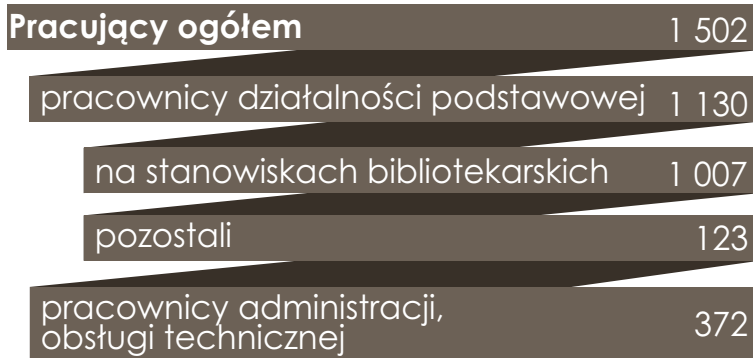 Pracujący ogółem 1 502
pracownicy działalności podstawowej 1 130
na stanowiskach bibliotekarskich 1 007
pozostali 123
pracownicy administracji,
obsługi technicznej 372